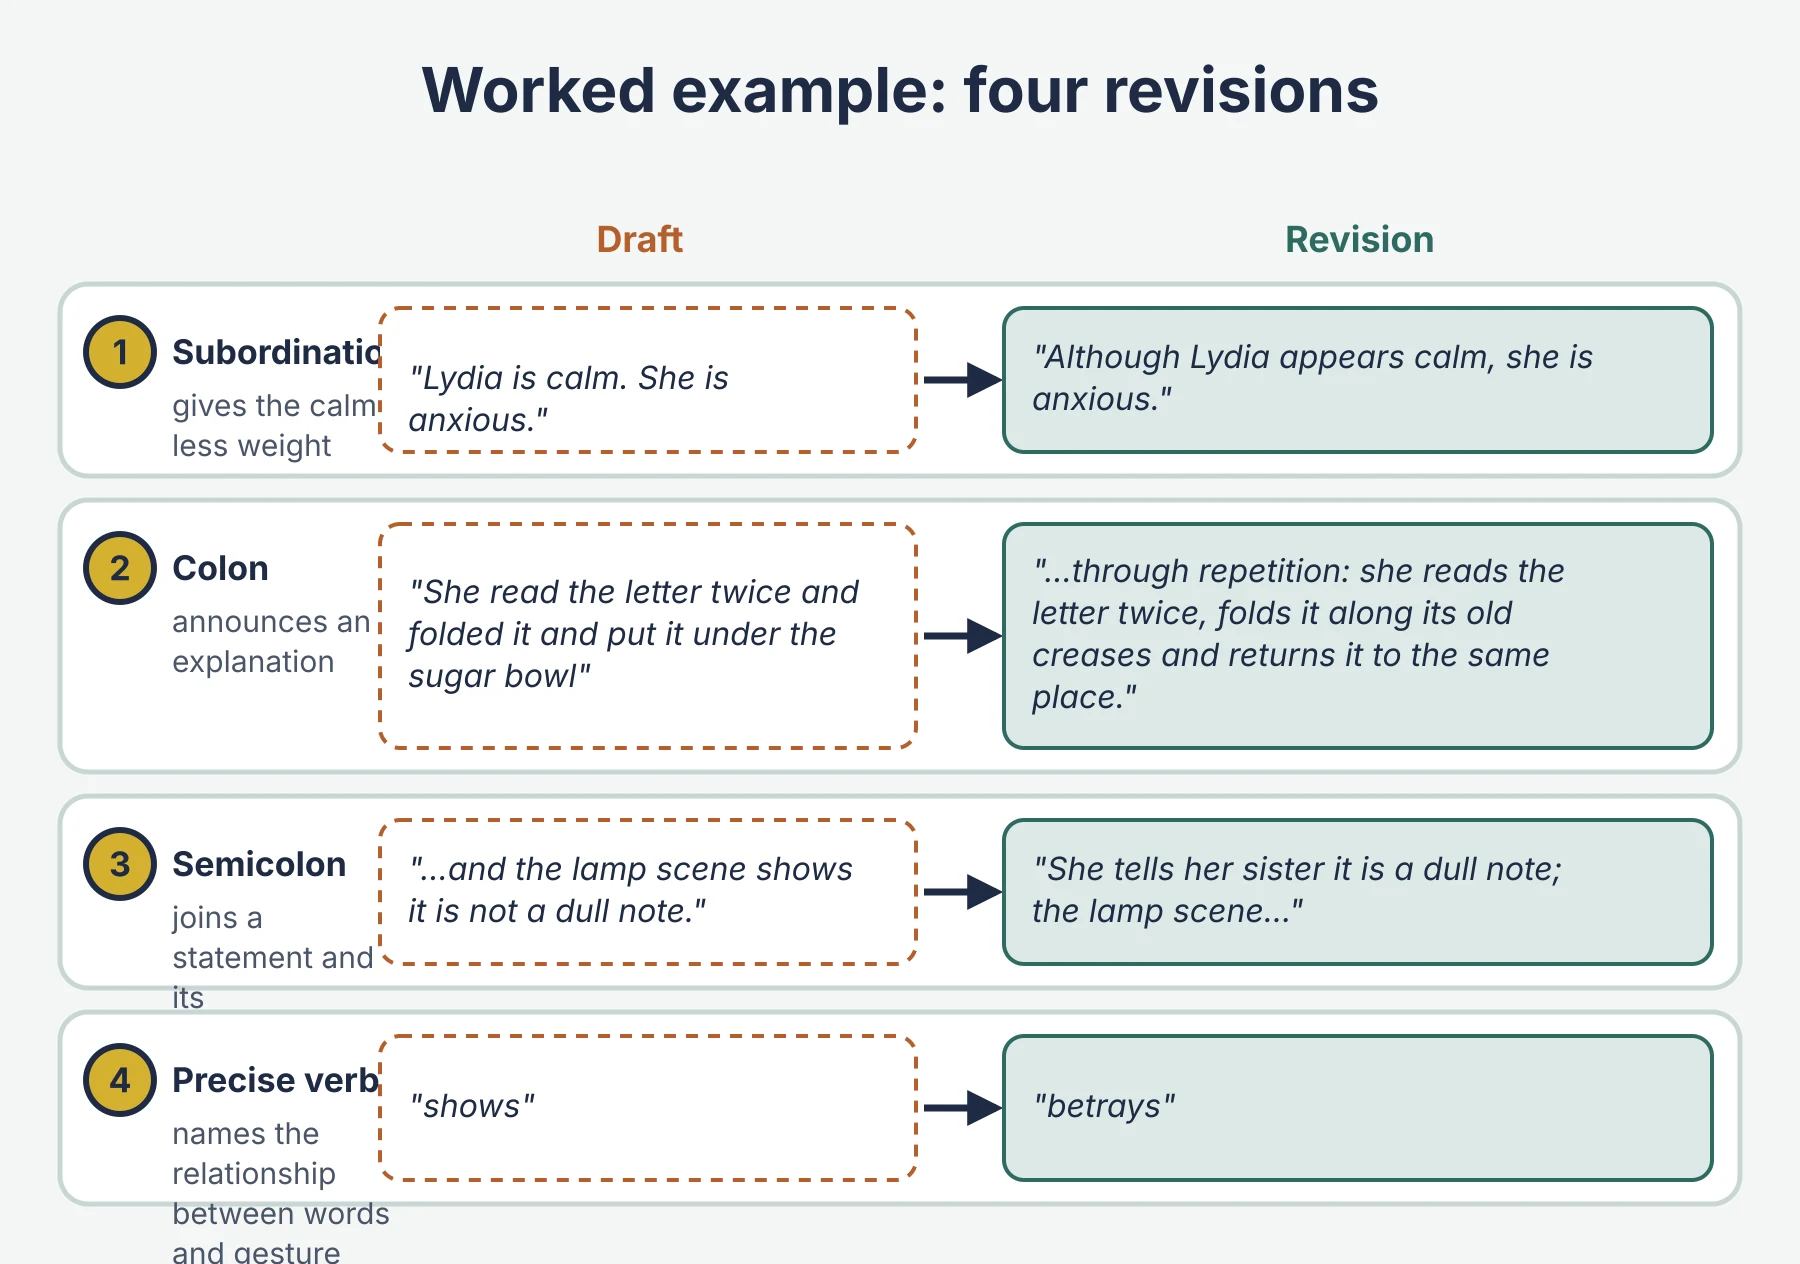 Worked example: four revisions
Draft
Revision
1
Subordinatio
gives the calm
less weight
"Lydia is calm. She is
anxious."
"Although Lydia appears calm, she is
anxious."
2
Colon
announces an
explanation
"She read the letter twice and
folded it and put it under the
sugar bowl"
"...through repetition: she reads the
letter twice, folds it along its old
creases and returns it to the same
place."
3
Semicolon
joins a
statement and
its
"...and the lamp scene shows
it is not a dull note."
"She tells her sister it is a dull note;
the lamp scene..."
4
Precise verb
names the
relationship
between words
and gesture
"shows"
"betrays"